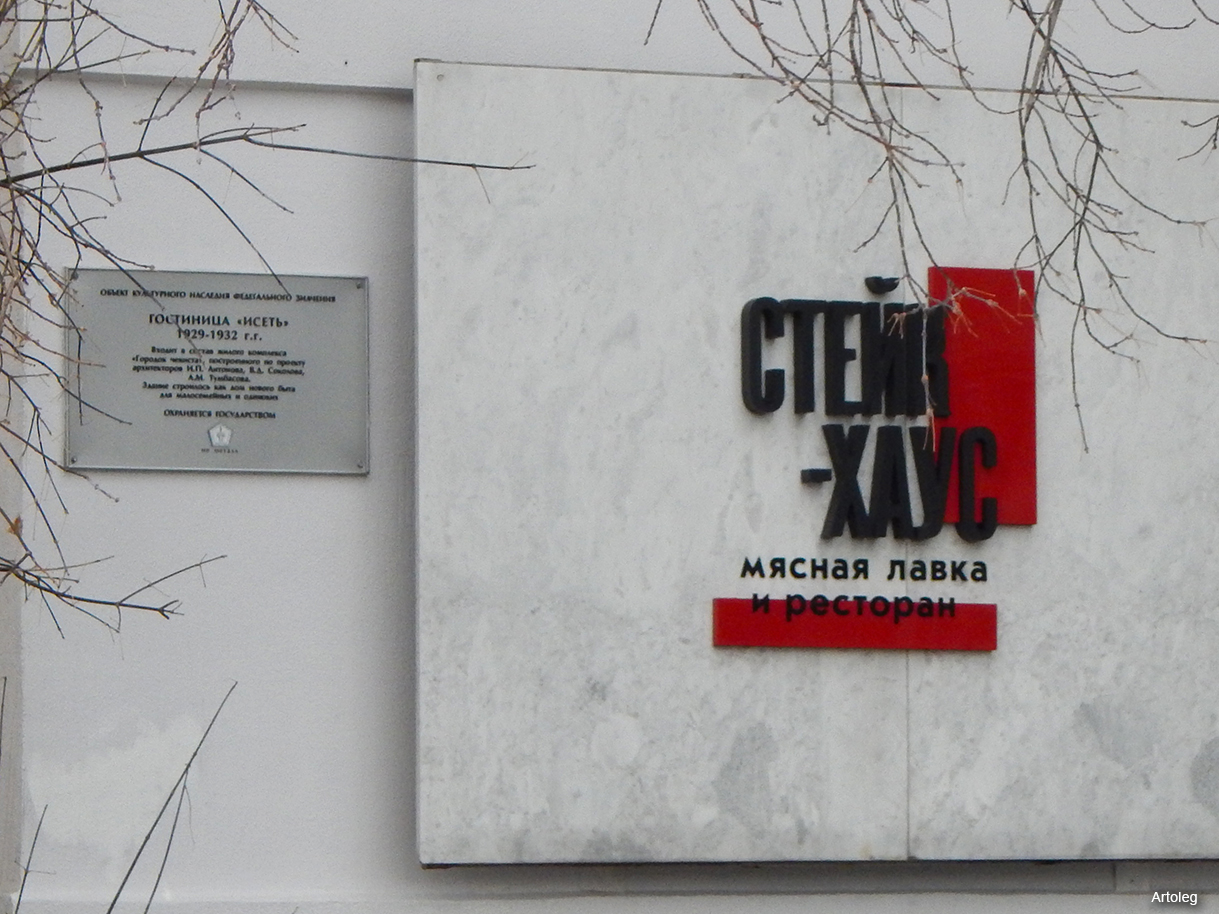 ОБЪЕКТ КУЛЬТУРНОГО НАСЛЕДИЯ ФЕДЕРАЛЬНОГО ЗНАЧЕНИЯ
ГОСТИНИЦА «ИСЕТЬ»
1929-1932 г.г.
Входит в состав жилого комплекса
«Городок чекиста», построенного по проекту
архитекторов И.П. Антонова, В.Д. Соколова,
А.М. Тумбасова.
Здание строилось как дом нового быта
для малосемейных и одиноких
ОХРАНЯЕТСЯ ГОСУДАРСТВОМ
СТЕЙК
-ХАУС
мясная лавка
и ресторан
Artoleg